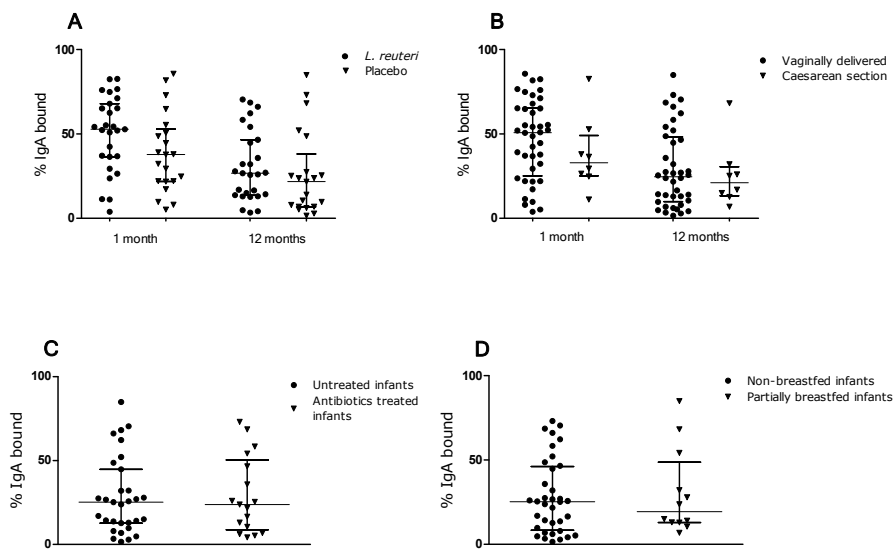 A
100
L. reuteri
Placebo
% IgA bound
50
0
1 month
12 months
B
100
Vaginally delivered
Caesarean section
% IgA bound
50
0
1 month
12 months
C
100
Untreated infants
Antibiotics treated
infants
% IgA bound
50
0
D
100
Non-breastfed infants
Partially breastfed infants
% IgA bound
50
0